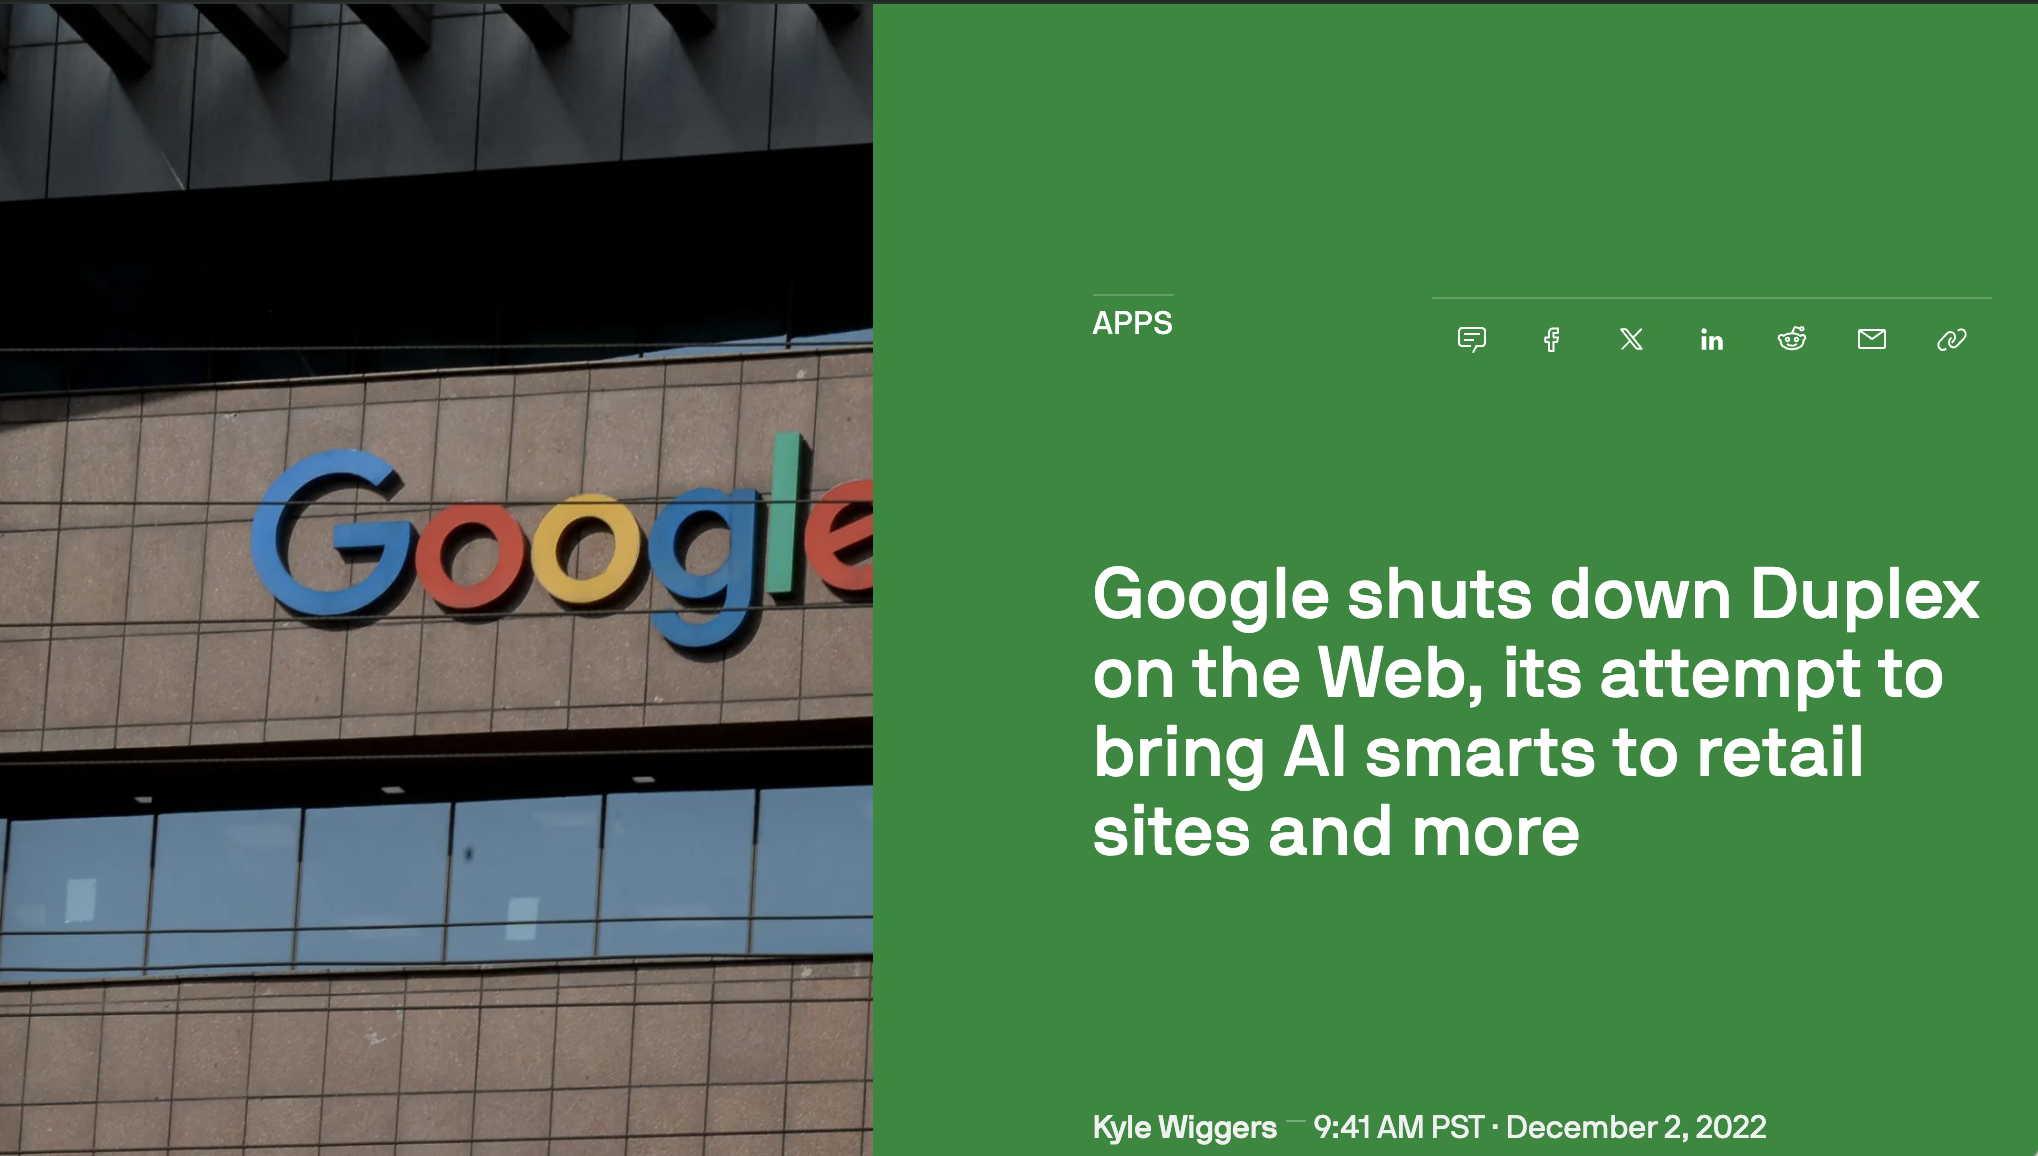 Google
APPS
Google shuts down Duplex
on the Web, its attempt to
bring AI smarts to retail
sites and more
Kyle Wiggers — 9:41 AM PST · December 2, 2022